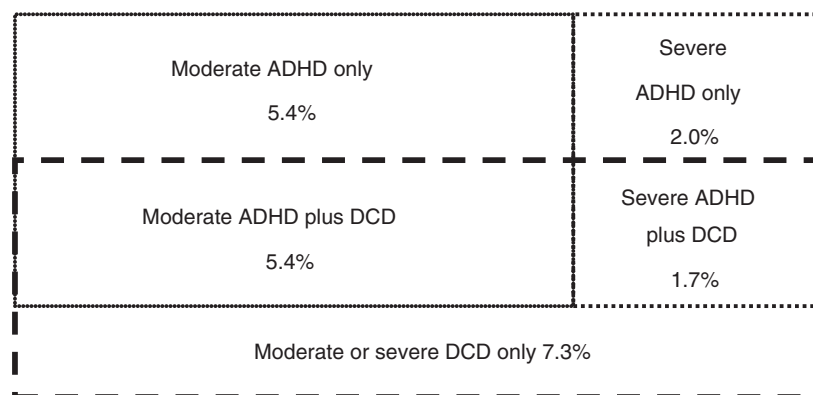 Moderate ADHD only
5.4%
Severe
ADHD only
2.0%
Moderate ADHD plus DCD
5.4%
Severe ADHD
plus DCD
1.7%
Moderate or severe DCD only 7.3%